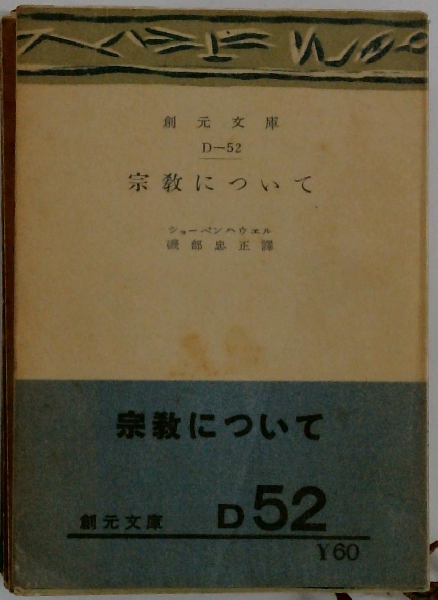 創元文庫
D—52
宗教について
ショーペンハウエル
磯部忠正譯
宗教について
創元文庫 D52
¥60